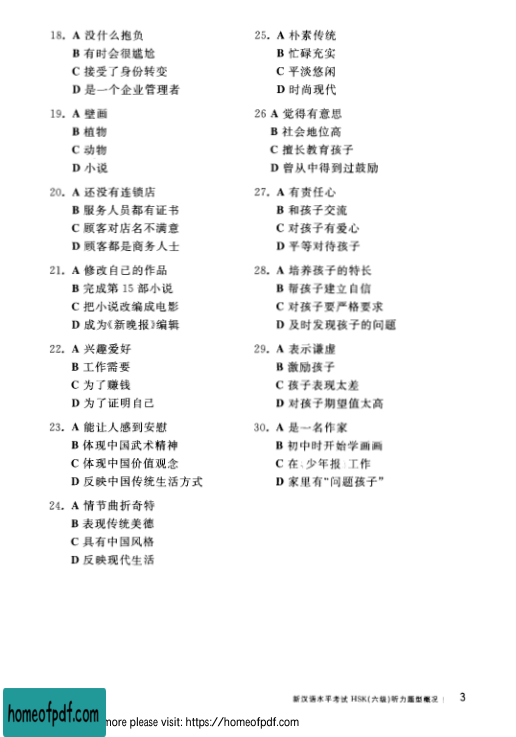 18. A 没什么抱负
B 有时会很尴尬
C 接受了身份转变
D 是一个企业管理者
19. A 壁画
B 植物
C 动物
D 小说
20. A 还没有连锁店
B 服务人员都有证书
C 顾客对店名不满意
D 顾客都是商务人士
21. A 修改自己的作品
B 完成第 15 部小说
C 把小说改编成电影
D 成为《新晚报》编辑
22. A 兴趣爱好
B 工作需要
C 为了赚钱
D 为了证明自己
23. A 能让人感到安慰
B 体现中国武术精神
C 体现中国价值观念
D 反映中国传统生活方式
24. A 情节曲折奇特
B 表现传统美德
C 具有中国风格
D 反映现代生活
25. A 朴素传统
B 忙碌充实
C 平淡悠闲
D 时尚现代
26 A 觉得有意思
B 社会地位高
C 擅长教育孩子
D 曾从中得到过鼓励
27. A 有责任心
B 和孩子交流
C 对孩子有爱心
D 平等对待孩子
28. A 培养孩子的特长
B 帮孩子建立自信
C 对孩子要严格要求
D 及时发现孩子的问题
29. A 表示谦虚
B 激励孩子
C 孩子表现太差
D 对孩子期望值太高
30. A 是一名作家
B 初中时开始学画画
C 在《少年报》工作
D 家里有“问题孩子”
新汉语水平考试 HSK(六级)听力题型概况 3
homeofpdf.com
more please visit: https://homeofpdf.com